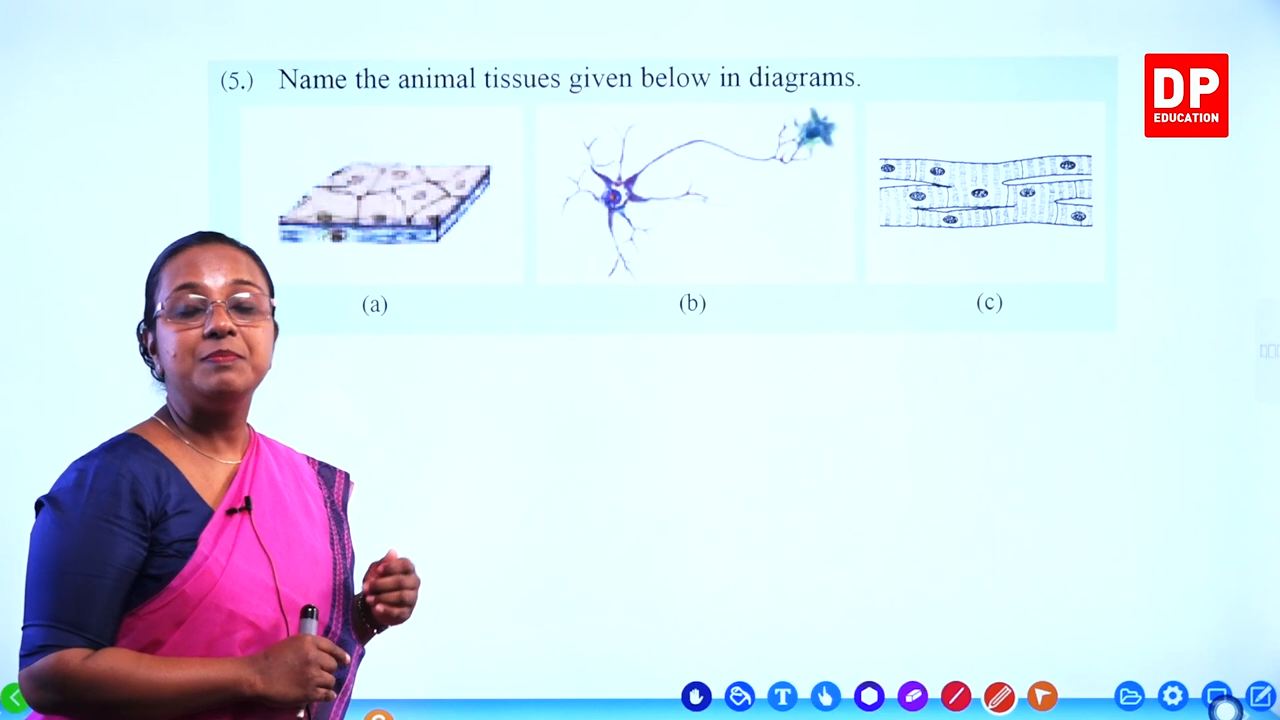 (5.) Name the animal tissues given below in diagrams.
(a) (b) (c)
DP
EDUCATION